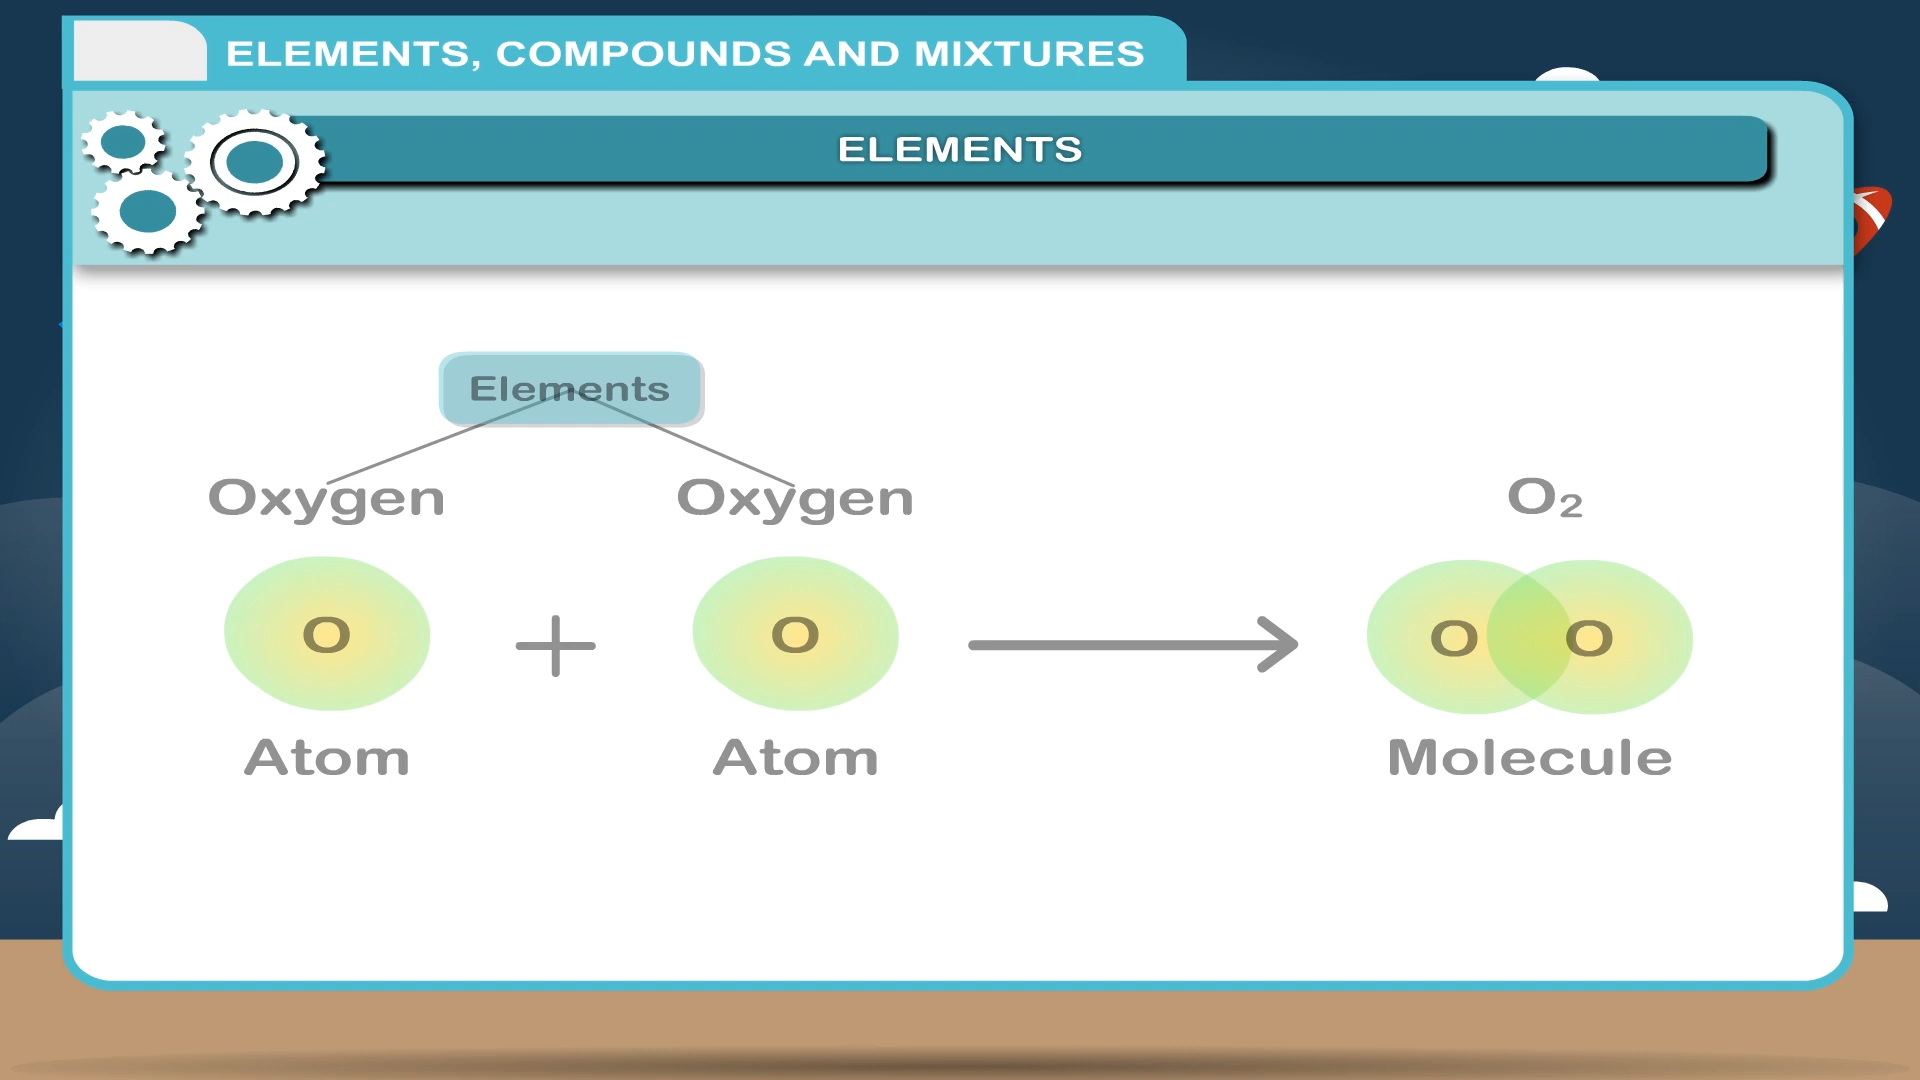 ELEMENTS, COMPOUNDS AND MIXTURES
ELEMENTS
Elements
Oxygen Oxygen O₂
O + O O O
Atom Atom Molecule